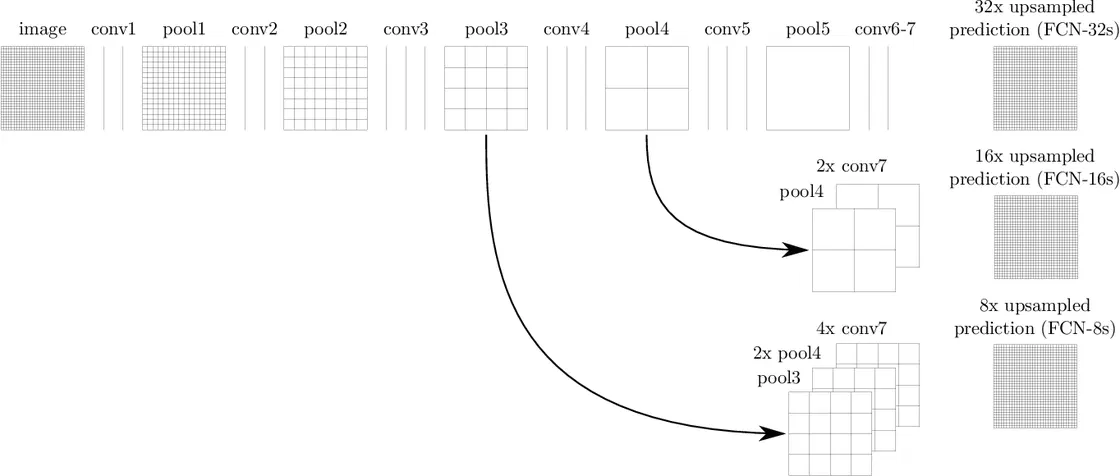 image conv1 pool1 conv2 pool2 conv3 pool3 conv4 pool4 conv5 pool5 conv6-7
32x upsampled
prediction (FCN-32s)
2x conv7
pool4
16x upsampled
prediction (FCN-16s)
4x conv7
2x pool4
pool3
8x upsampled
prediction (FCN-8s)